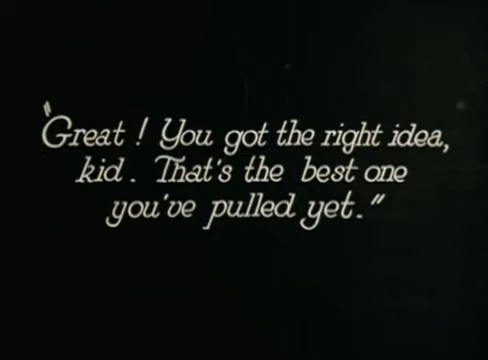 "Great! You got the right idea,
kid. That's the best one
you've pulled yet."